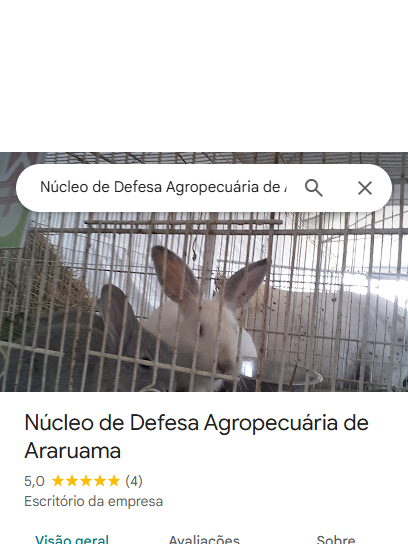 Núcleo de Defesa Agropecuária de
Núcleo de Defesa Agropecuária de
Araruama
5,0 (4)
Escritório da empresa
Visão geral Avaliações Sobre